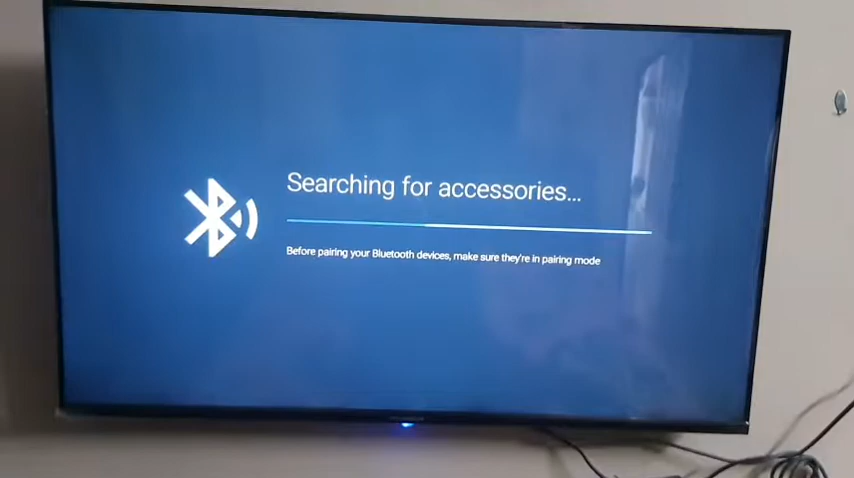 Searching for accessories...
Before pairing your Bluetooth devices, make sure they're in pairing mode